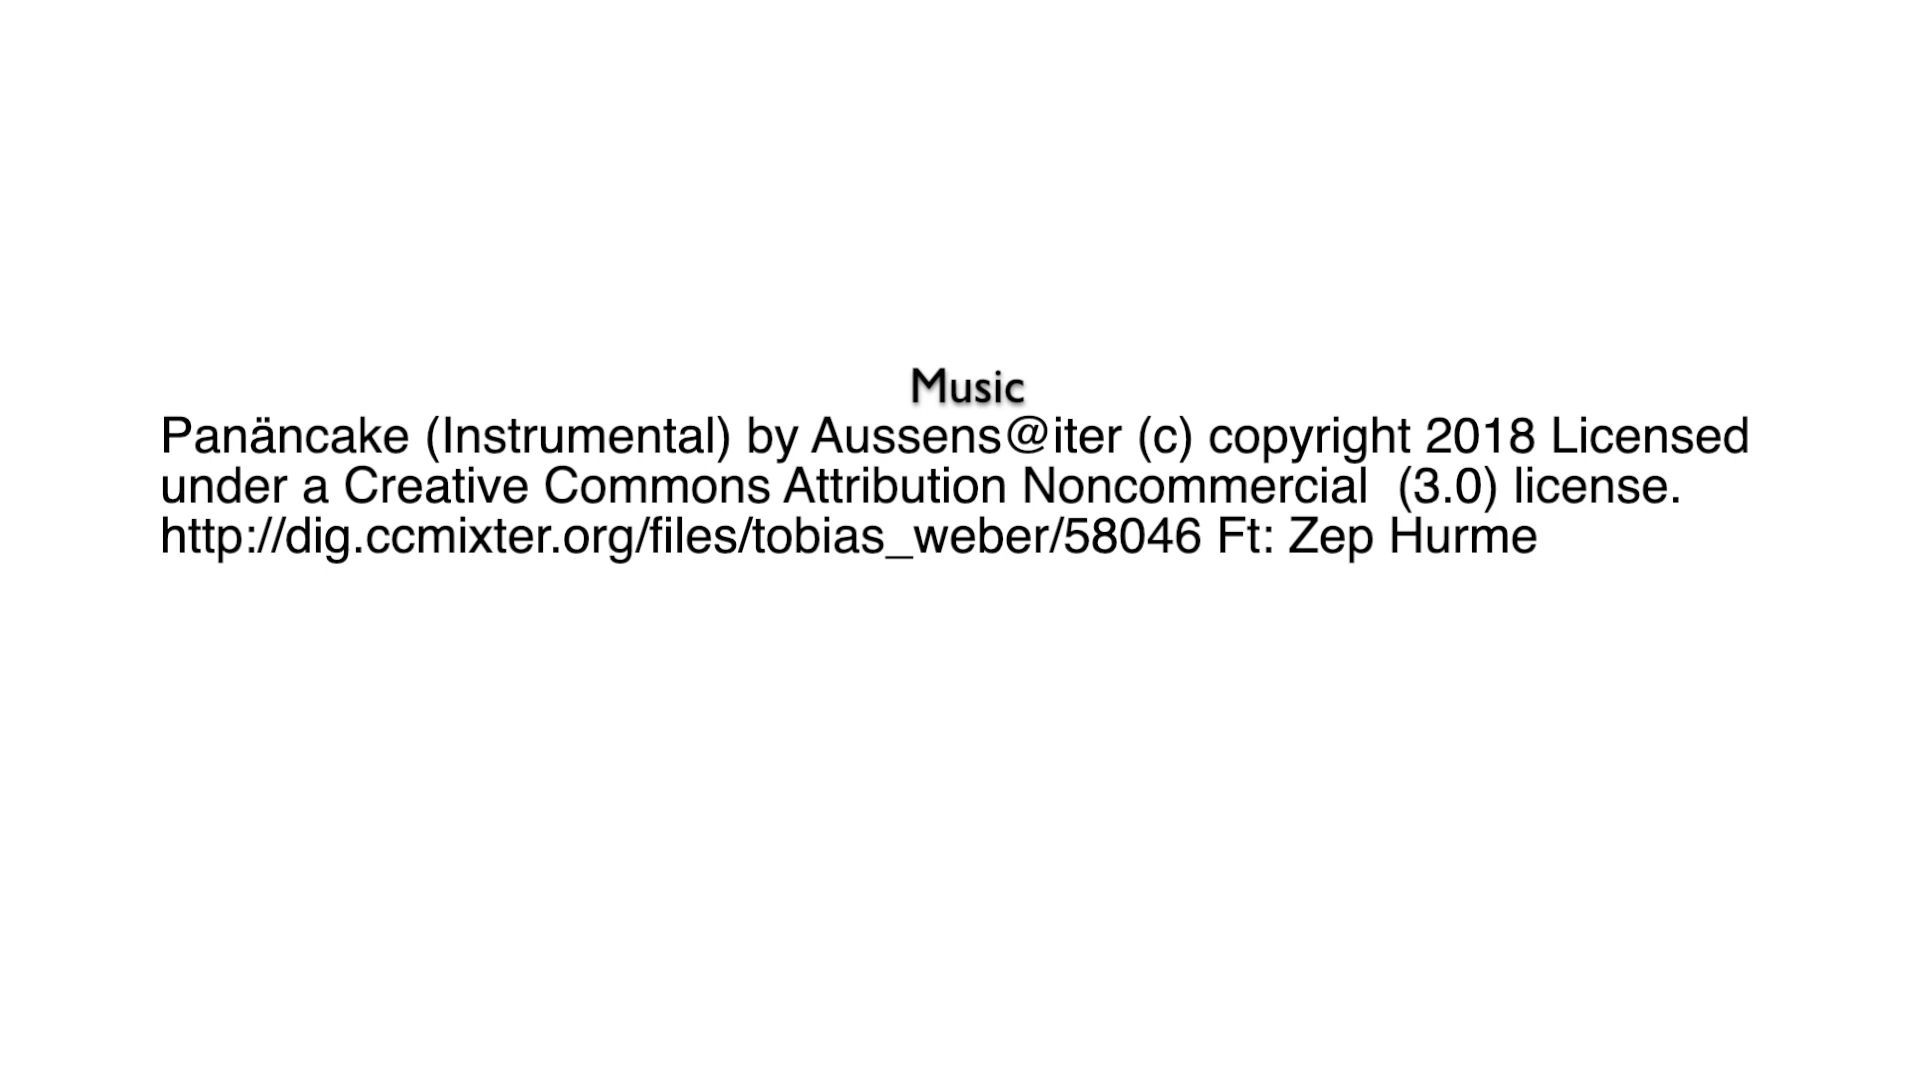 Music
Panäncake (Instrumental) by Aussens@iter (c) copyright 2018 Licensed
under a Creative Commons Attribution Noncommercial  (3.0) license.
http://dig.ccmixter.org/files/tobias_weber/58046 Ft: Zep Hurme